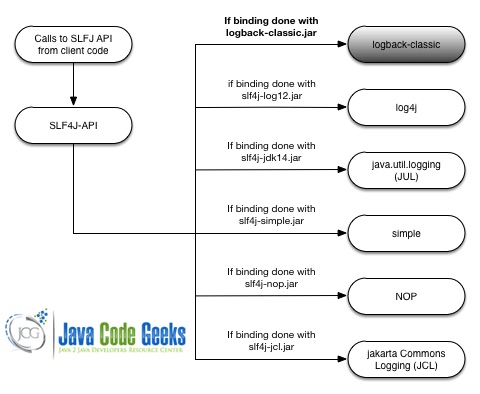 Calls to SLFJ API
from client code
SLF4J-API
If binding done with
logback-classic.jar
logback-classic
if binding done with
slf4j-log12.jar
log4j
If binding done with
slf4j-jdk14.jar
java.util.logging
(JUL)
If binding done with
slf4j-simple.jar
simple
If binding done with
slf4j-nop.jar
NOP
If binding done with
slf4j-jcl.jar
jakarta Commons
Logging (JCL)
JCG
Java Code Geeks
JAVA 2 JAVA DEVELOPERS RESOURCE CENTER